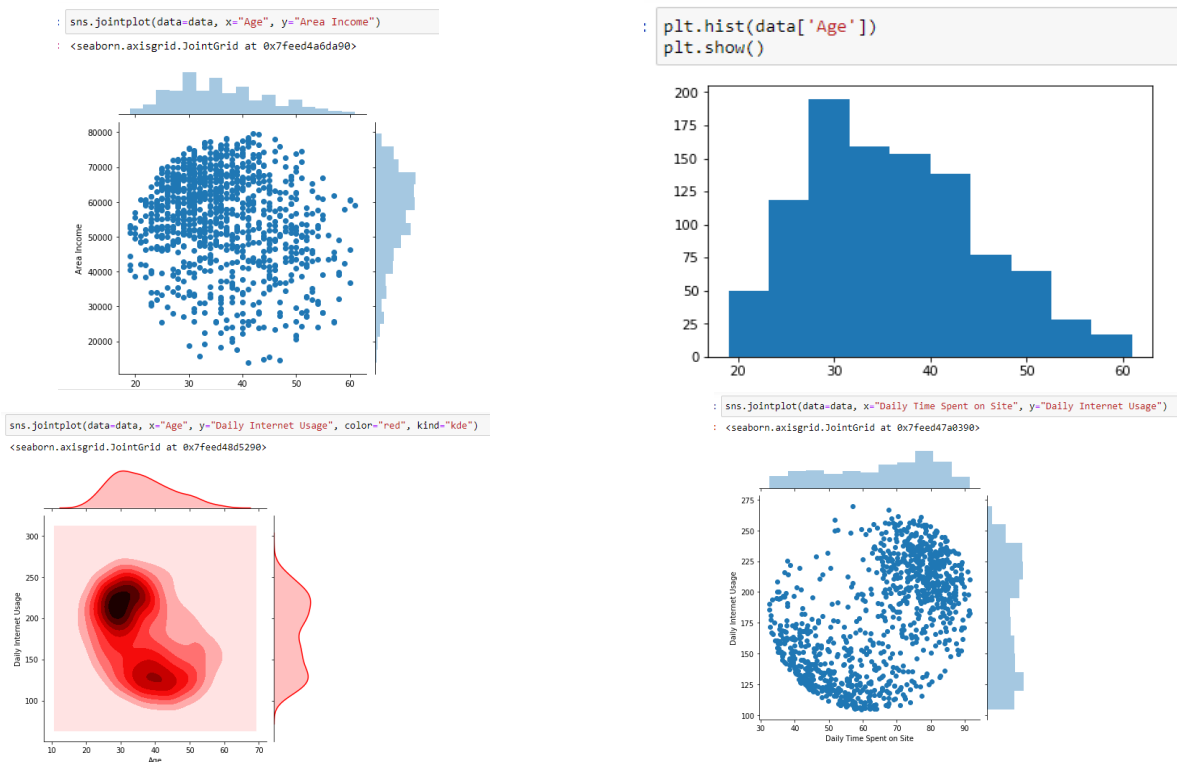 : sns.jointplot(data=data, x="Age", y="Area Income")
: <seaborn.axisgrid.JointGrid at 0x7feed4a6da90>
80000
70000
60000
50000
40000
30000
20000
Area Income
20 30 40 50 60
: plt.hist(data['Age'])
plt.show()
200
175
150
125
100
75
50
25
0
20 30 40 50 60
sns.jointplot(data=data, x="Age", y="Daily Internet Usage", color="red", kind="kde")
<seaborn.axisgrid.JointGrid at 0x7feed48d5290>
300
250
200
150
100
Daily Internet Usage
10 20 30 40 50 60 70
Age
: sns.jointplot(data=data, x="Daily Time Spent on Site", y="Daily Internet Usage")
: <seaborn.axisgrid.JointGrid at 0x7feed47a0390>
275
250
225
200
175
150
125
100
Daily Internet Usage
30 40 50 60 70 80 90
Daily Time Spent on Site